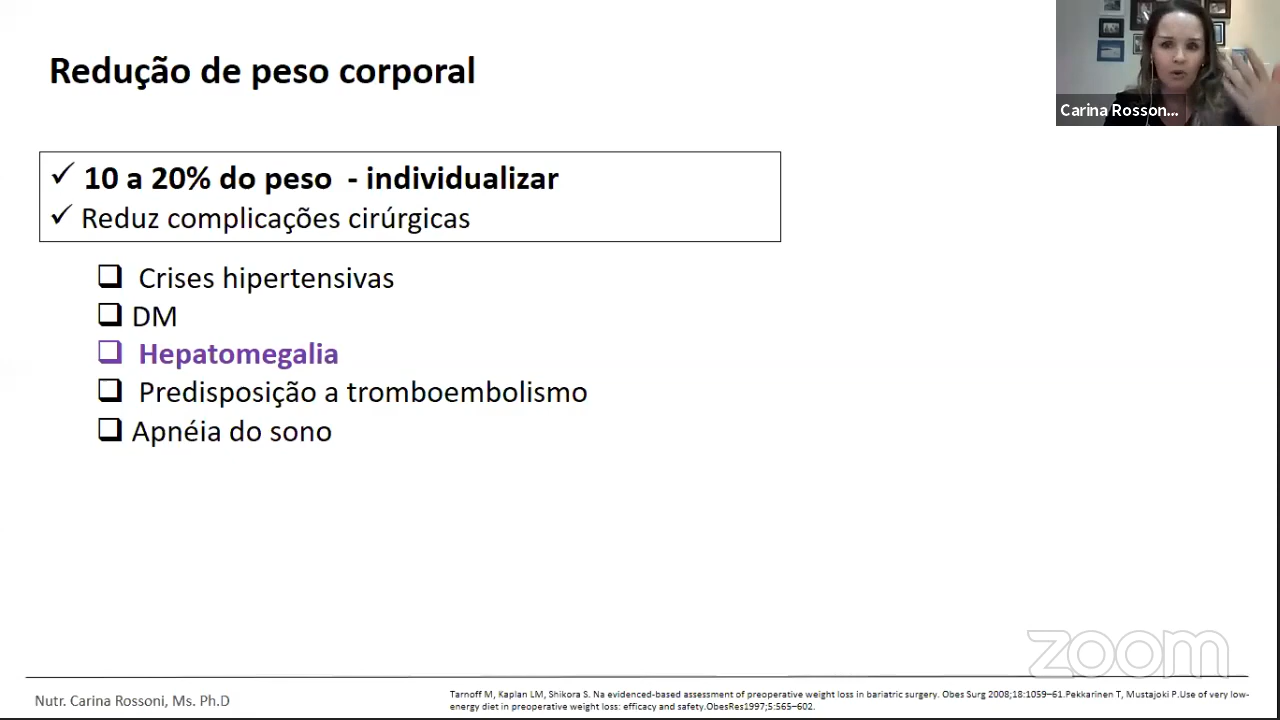 Redução de peso corporal
Carina Rosson...
✓ 10 a 20% do peso - individualizar
✓ Reduz complicações cirúrgicas
❑ Crises hipertensivas
❑ DM
❑ Hepatomegalia
❑ Predisposição a tromboembolismo
❑ Apnéia do sono
zoom
Nutr. Carina Rossoni, Ms. Ph.D
Tarnoff M, Kaplan LM, Shikora S. Na evidenced-based assessment of preoperative weight loss in bariatric surgery. Obes Surg 2008;18:1059–61.Pekkarinen T, Mustajoki P.Use of very low-
energy diet in preoperative weight loss: efficacy and safety.ObesRes1997;5:565–602.